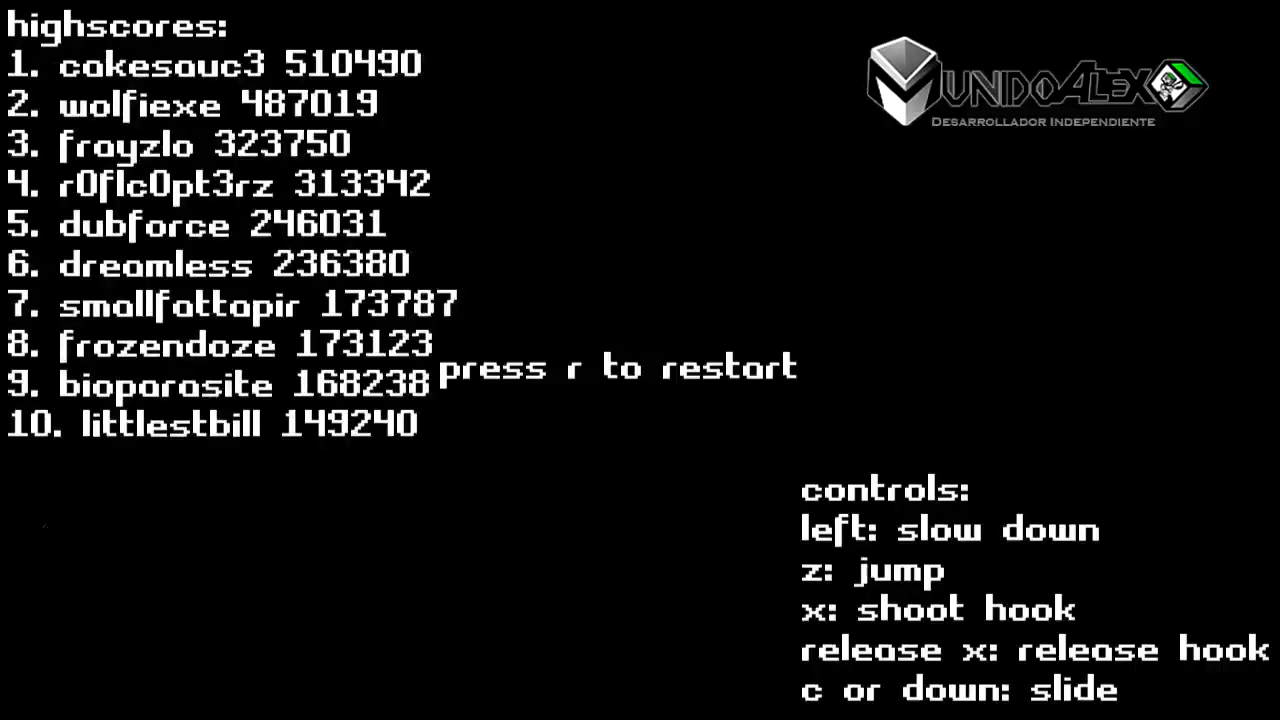 highscores:
1. cakesauc3 510490
2. wolfiexe 487019
3. frayzlo 323750
4. r0flc0pt3rz 313342
5. dubforce 246031
6. dreamless 236380
7. smallfattapir 173787
8. frozendoze 173123
9. bioparasite 168238
10. littlestbill 149240
MUNDOALEX
DESARROLLADOR INDEPENDIENTE
press r to restart
controls:
left: slow down
z: jump
x: shoot hook
release x: release hook
c or down: slide